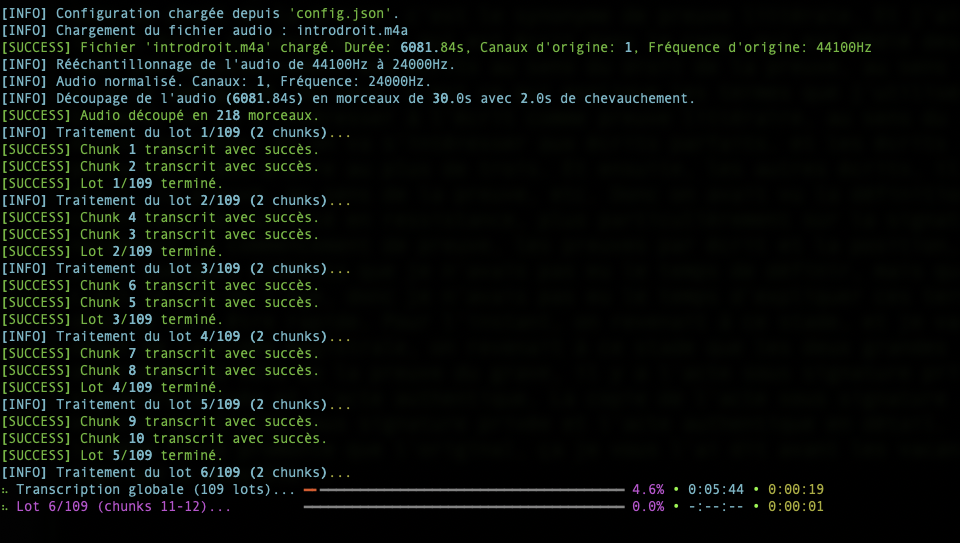 [INFO] Configuration chargée depuis 'config.json'.
[INFO] Chargement du fichier audio : introdroit.m4a
[SUCCESS] Fichier 'introdroit.m4a' chargé. Durée: 6081.84s, Canaux d'origine: 1, Fréquence d'origine: 44100Hz
[INFO] Rééchantillonnage de l'audio de 44100Hz à 24000Hz.
[INFO] Audio normalisé. Canaux: 1, Fréquence: 24000Hz.
[INFO] Découpage de l'audio (6081.84s) en morceaux de 30.0s avec 2.0s de chevauchement.
[SUCCESS] Audio découpé en 218 morceaux.
[INFO] Traitement du lot 1/109 (2 chunks)...
[SUCCESS] Chunk 1 transcrit avec succès.
[SUCCESS] Chunk 2 transcrit avec succès.
[SUCCESS] Lot 1/109 terminé.
[INFO] Traitement du lot 2/109 (2 chunks)...
[SUCCESS] Chunk 4 transcrit avec succès.
[SUCCESS] Chunk 3 transcrit avec succès.
[SUCCESS] Lot 2/109 terminé.
[INFO] Traitement du lot 3/109 (2 chunks)...
[SUCCESS] Chunk 6 transcrit avec succès.
[SUCCESS] Chunk 5 transcrit avec succès.
[SUCCESS] Lot 3/109 terminé.
[INFO] Traitement du lot 4/109 (2 chunks)...
[SUCCESS] Chunk 7 transcrit avec succès.
[SUCCESS] Chunk 8 transcrit avec succès.
[SUCCESS] Lot 4/109 terminé.
[INFO] Traitement du lot 5/109 (2 chunks)...
[SUCCESS] Chunk 9 transcrit avec succès.
[SUCCESS] Chunk 10 transcrit avec succès.
[SUCCESS] Lot 5/109 terminé.
[INFO] Traitement du lot 6/109 (2 chunks)...
Transcription globale (109 lots)... 4.6% • 0:05:44 • 0:00:19
Lot 6/109 (chunks 11-12)... 0.0% • -:--:-- • 0:00:01